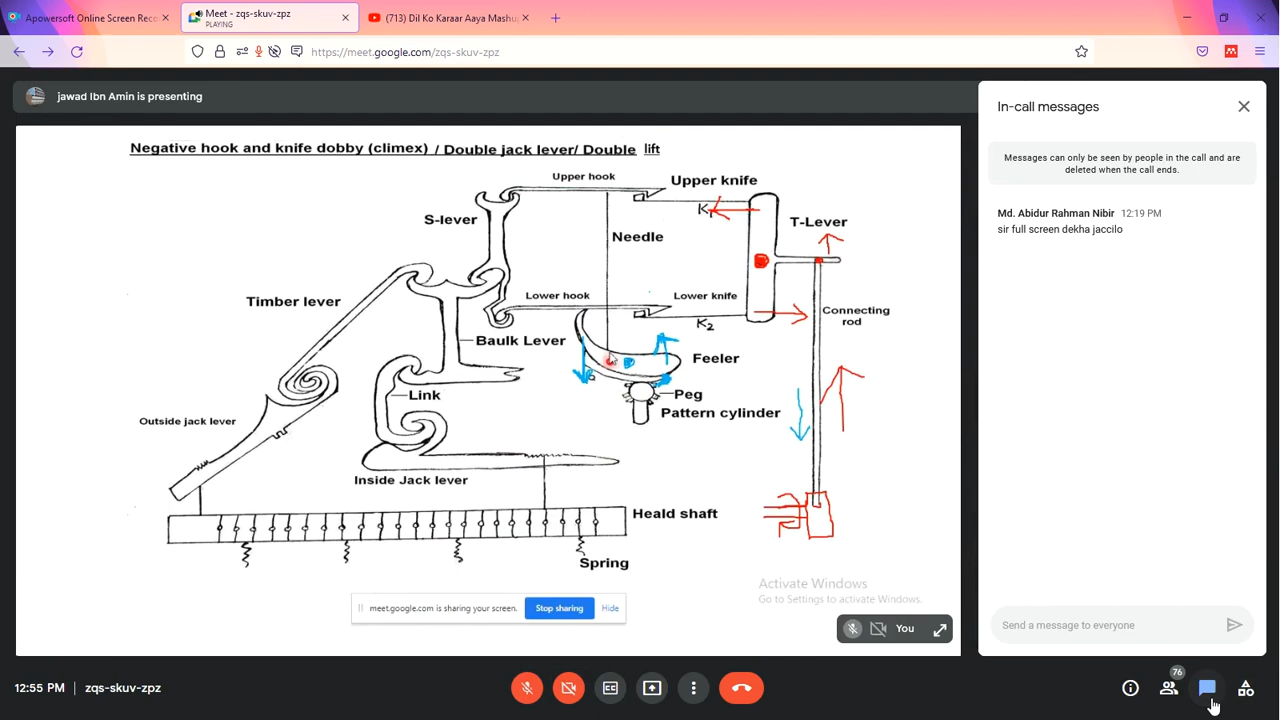 Apowersoft Online Screen Reco
Meet - zqs-skuv-zpz
PLAYING
(713) Dil Ko Karaar Aaya Mashup
https://meet.google.com/zqs-skuv-zpz
jawad Ibn Amin is presenting
In-call messages
Messages can only be seen by people in the call and are
deleted when the call ends.
Md. Abidur Rahman Nibir 12:19 PM
sir full screen dekha jaccilo
Negative hook and knife dobby (climex) / Double jack lever/ Double lift
Upper hook
Upper knife
S-lever
K1
T-Lever
Needle
Timber lever
Lower hook
Lower knife
Connecting
rod
K2
Baulk Lever
Feeler
Link
Peg
Outside jack lever
Pattern cylinder
Inside Jack lever
Heald shaft
Spring
Activate Windows
Go to Settings to activate Windows.
meet.google.com is sharing your screen.
Stop sharing
Hide
You
Send a message to everyone
12:55 PM
zqs-skuv-zpz
76